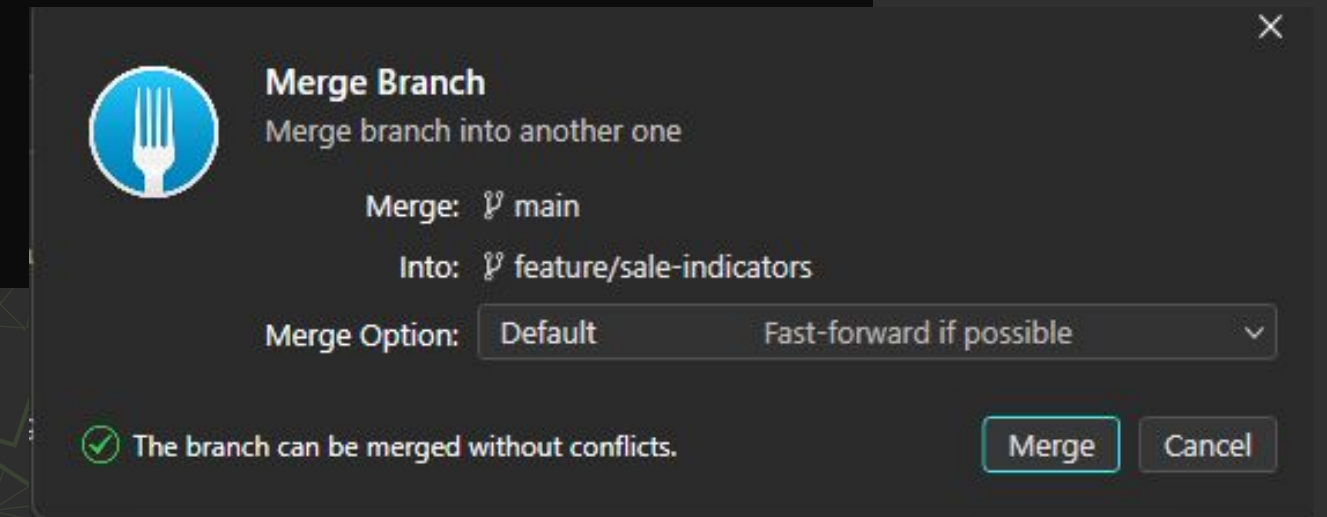 Merge Branch
Merge branch into another one
Merge: main
Into: feature/sale-indicators
Merge Option: Default Fast-forward if possible
The branch can be merged without conflicts.
Merge Cancel